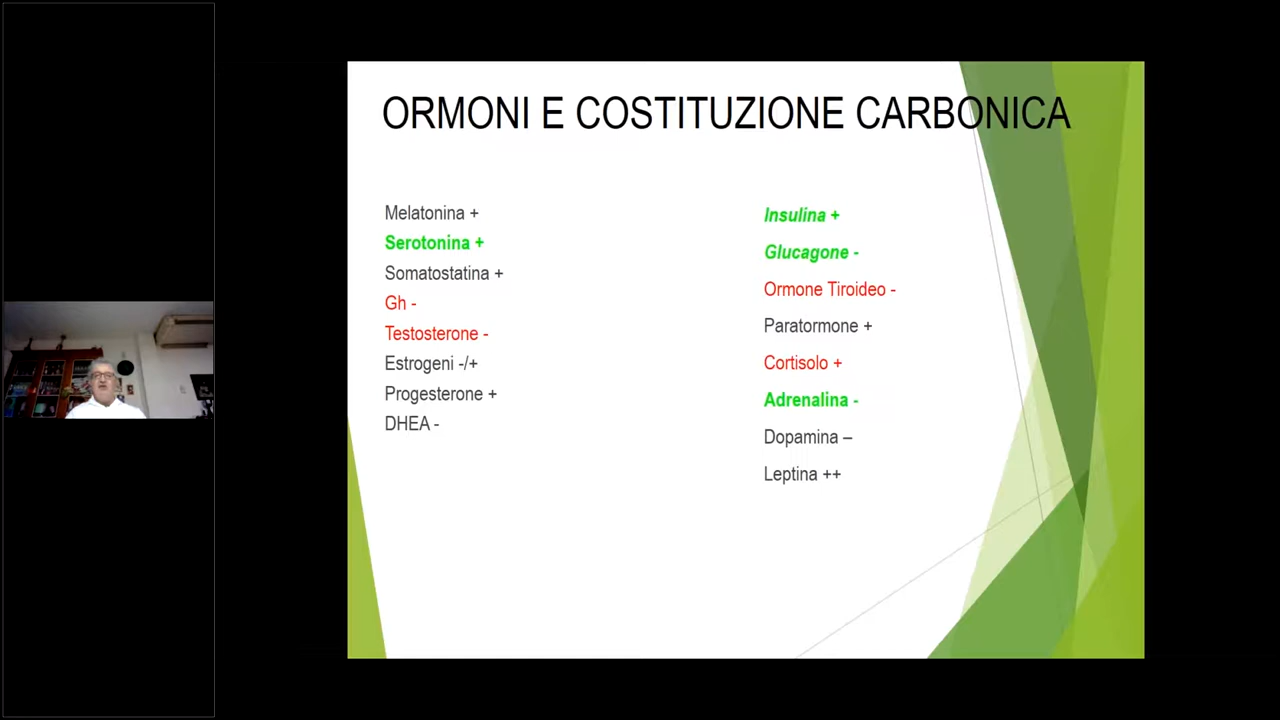 ORMONI E COSTITUZIONE CARBONICA
Melatonina +
Serotonina +
Somatostatina +
Gh -
Testosterone -
Estrogeni -/+
Progesterone +
DHEA -
Insulina +
Glucagone -
Ormone Tiroideo -
Paratormone +
Cortisolo +
Adrenalina -
Dopamina –
Leptina ++